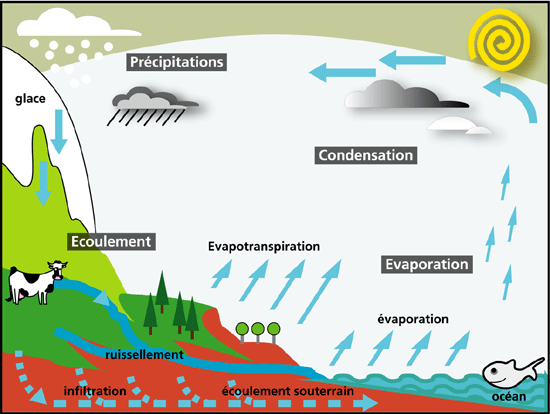 Précipitations
glace
Condensation
Ecoulement
Evapotranspiration
Evaporation
évaporation
ruissellement
infiltration
écoulement souterrain
océan